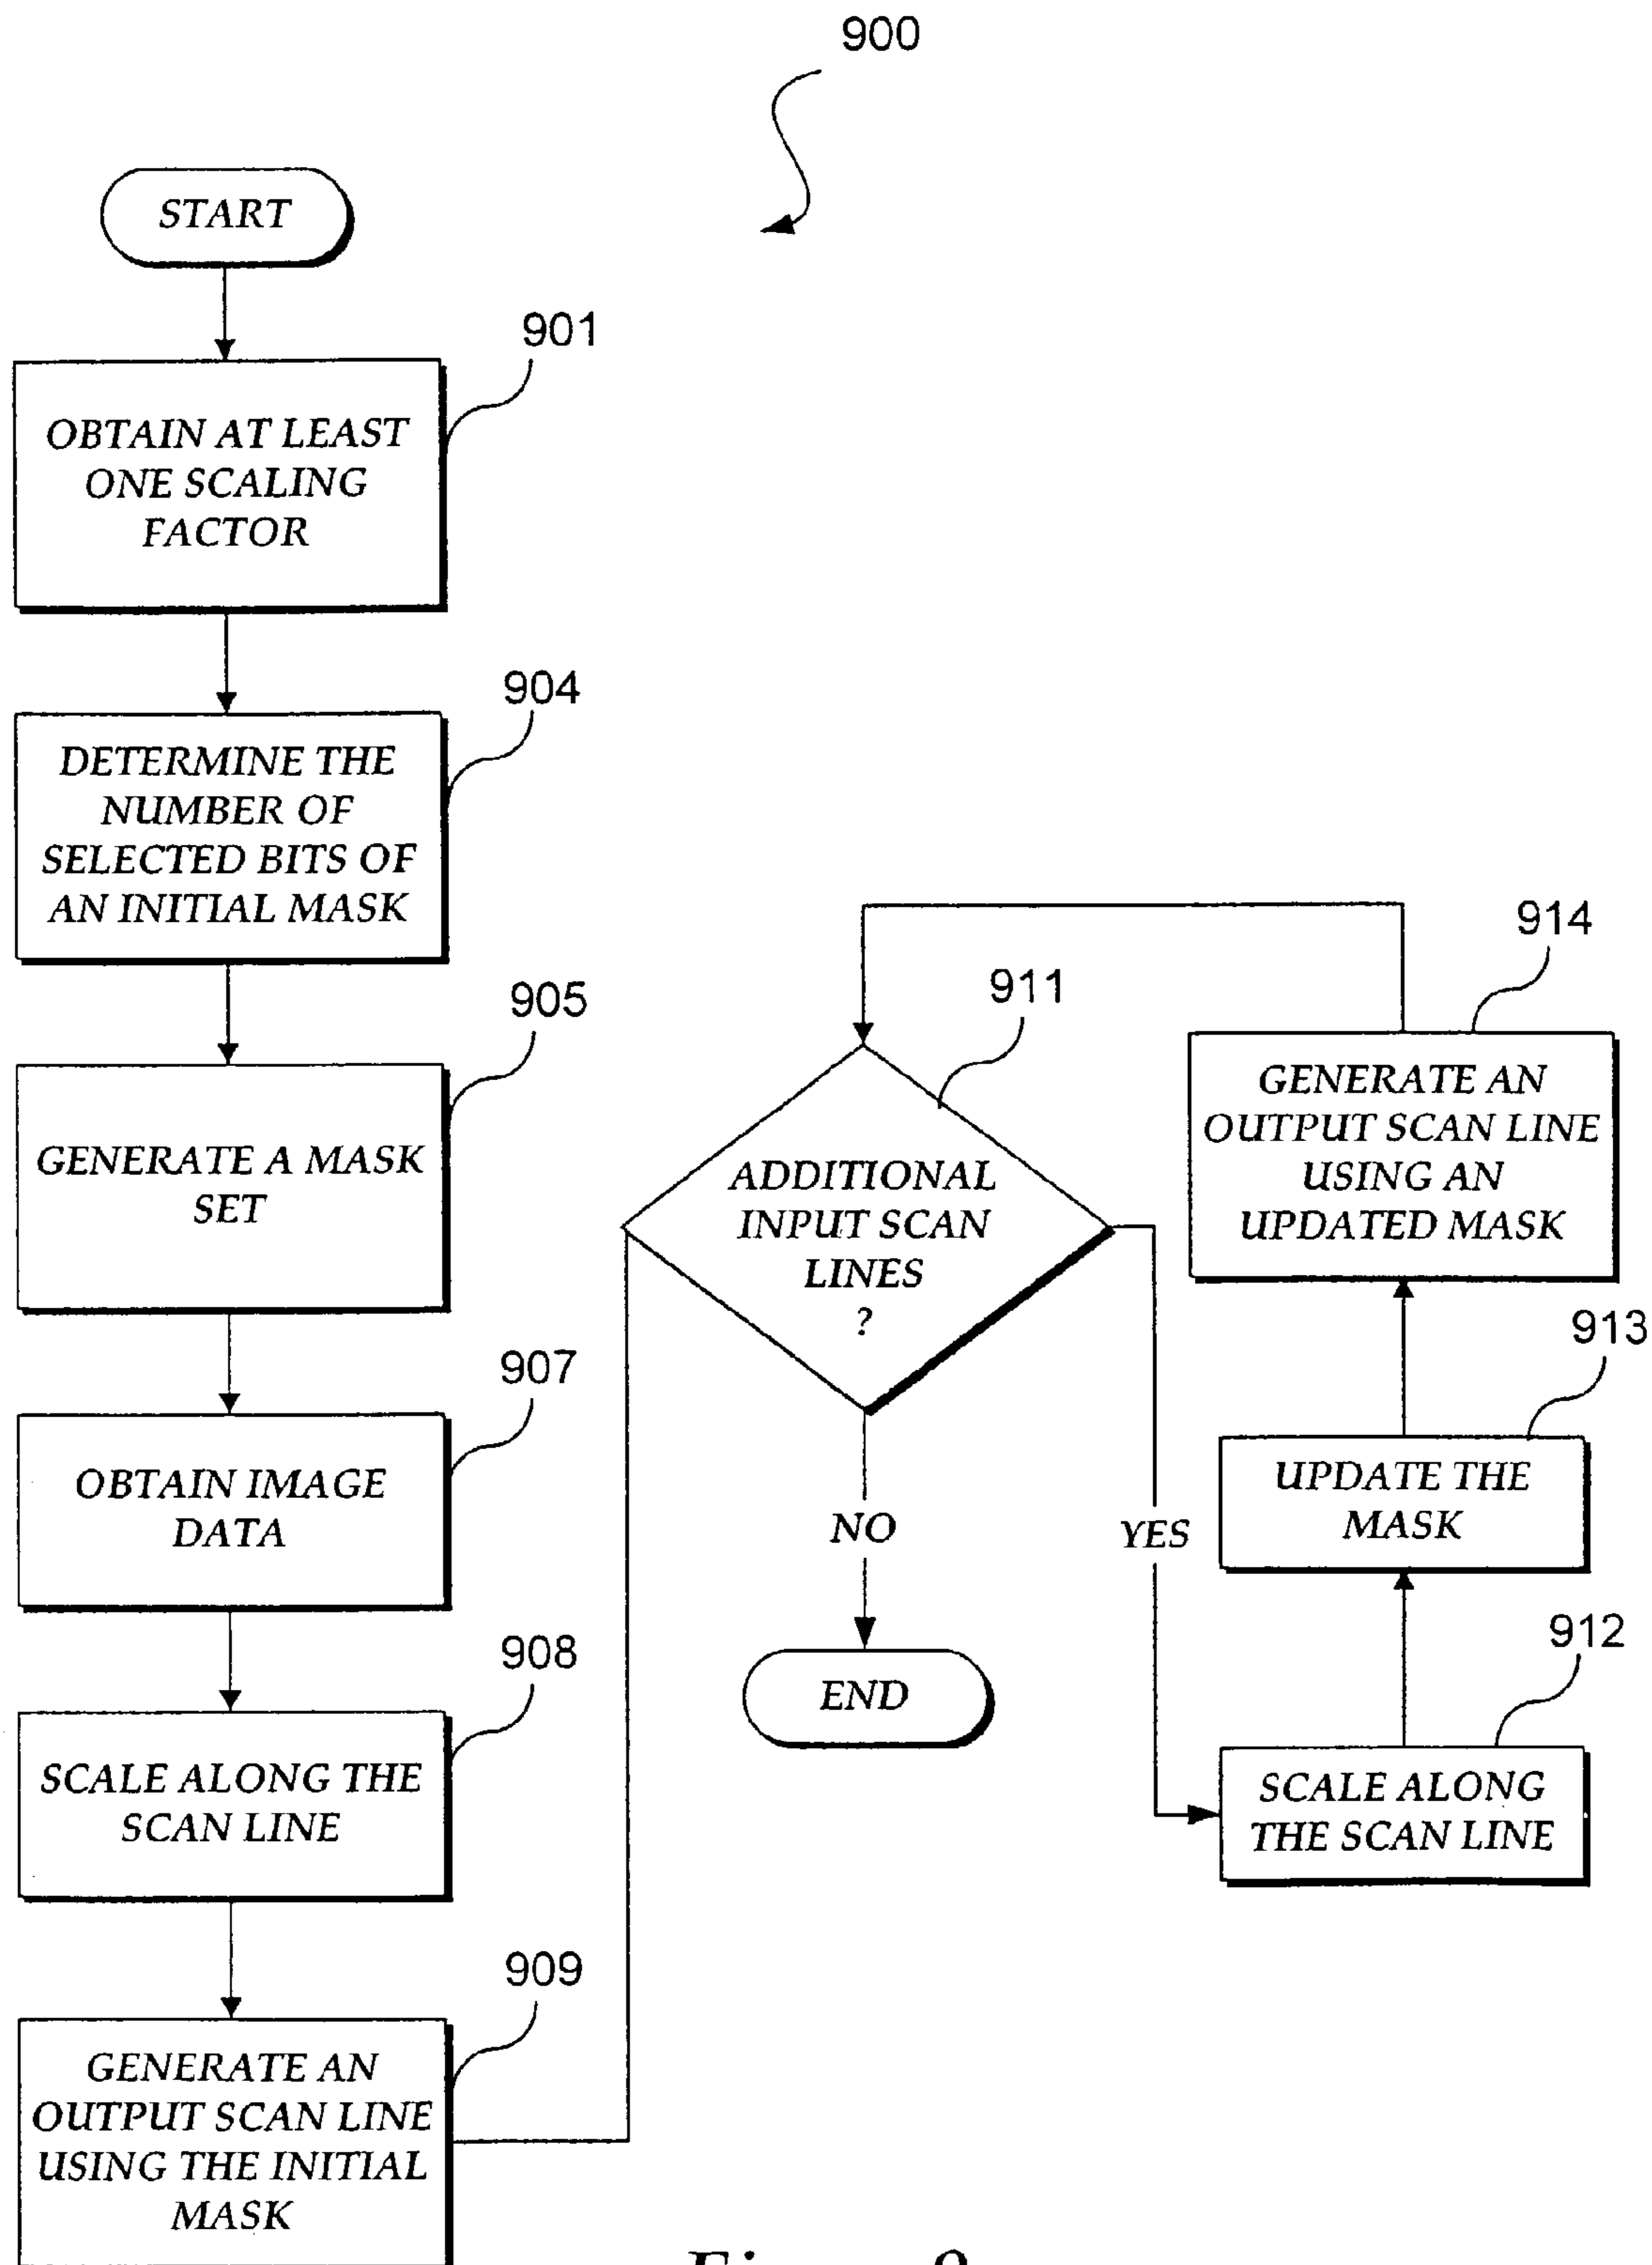 900
START
901
OBTAIN AT LEAST
ONE SCALING
FACTOR
904
DETERMINE THE
NUMBER OF
SELECTED BITS OF
AN INITIAL MASK
905
GENERATE A MASK
SET
907
OBTAIN IMAGE
DATA
908
SCALE ALONG THE
SCAN LINE
909
GENERATE AN
OUTPUT SCAN LINE
USING THE INITIAL
MASK
911
ADDITIONAL
INPUT SCAN
LINES
?
NO
END
YES
912
SCALE ALONG
THE SCAN LINE
913
UPDATE THE
MASK
914
GENERATE AN
OUTPUT SCAN LINE
USING AN
UPDATED MASK